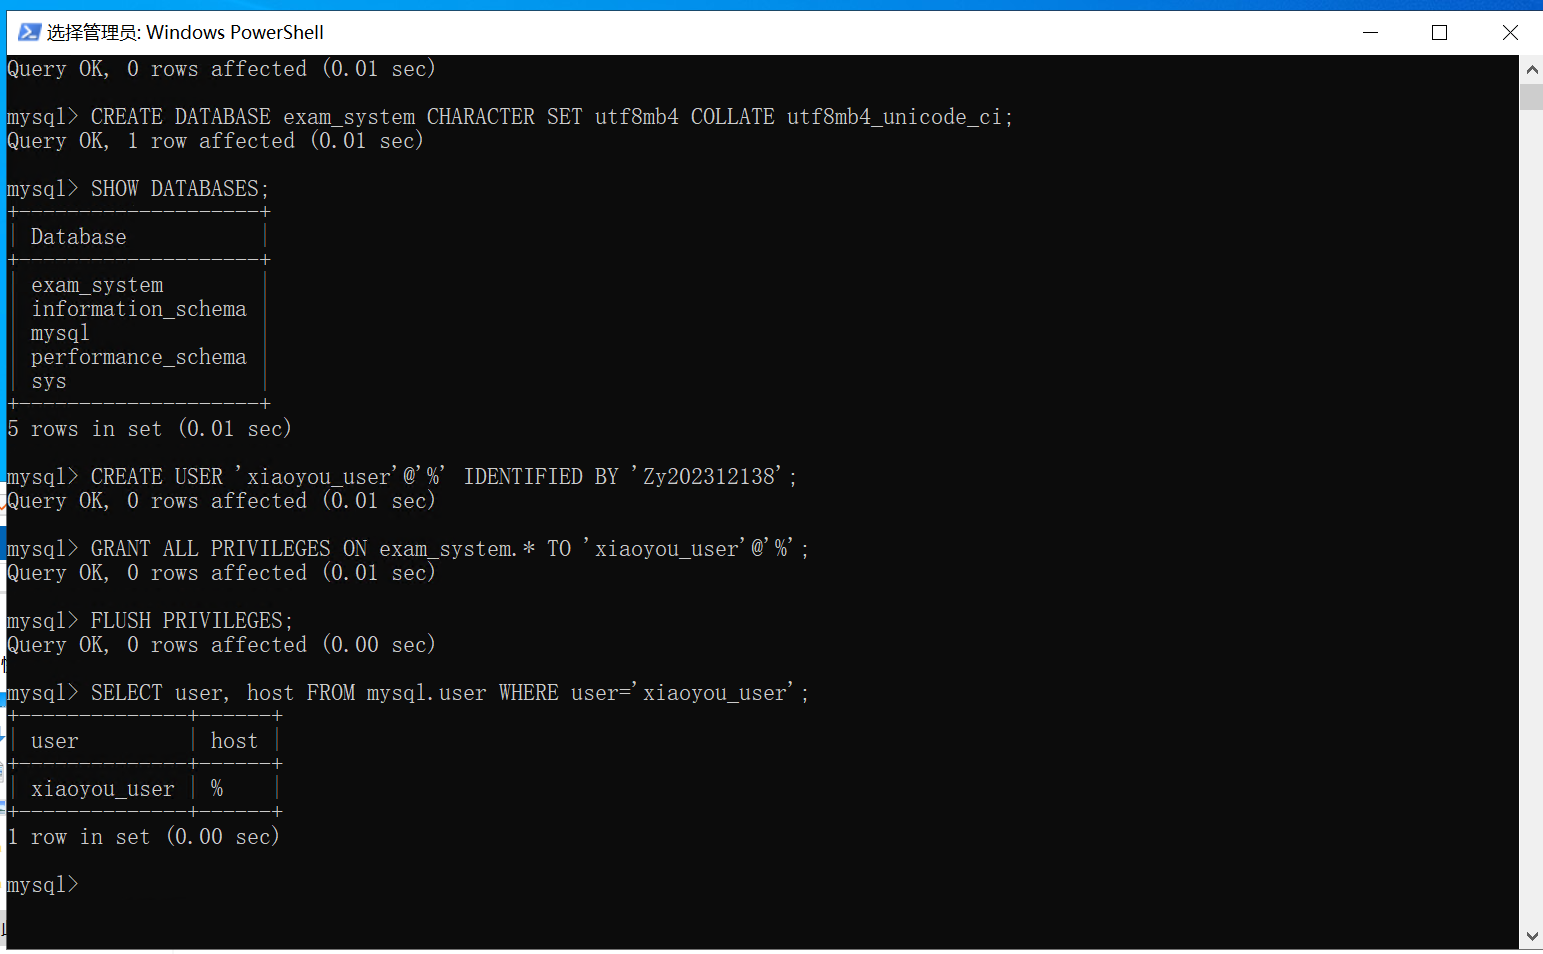 选择管理员: Windows PowerShell
Query OK, 0 rows affected (0.01 sec)
mysql> CREATE DATABASE exam_system CHARACTER SET utf8mb4 COLLATE utf8mb4_unicode_ci;
Query OK, 1 row affected (0.01 sec)
mysql> SHOW DATABASES;
+--------------------+
| Database           |
+--------------------+
| exam_system        |
| information_schema |
| mysql              |
| performance_schema |
| sys                |
+--------------------+
5 rows in set (0.01 sec)
mysql> CREATE USER 'xiaoyou_user'@'%' IDENTIFIED BY 'Zy202312138';
Query OK, 0 rows affected (0.01 sec)
mysql> GRANT ALL PRIVILEGES ON exam_system.* TO 'xiaoyou_user'@'%';
Query OK, 0 rows affected (0.01 sec)
mysql> FLUSH PRIVILEGES;
Query OK, 0 rows affected (0.00 sec)
mysql> SELECT user, host FROM mysql.user WHERE user='xiaoyou_user';
+--------------+------+
| user         | host |
+--------------+------+
| xiaoyou_user | %    |
+--------------+------+
1 row in set (0.00 sec)
mysql>